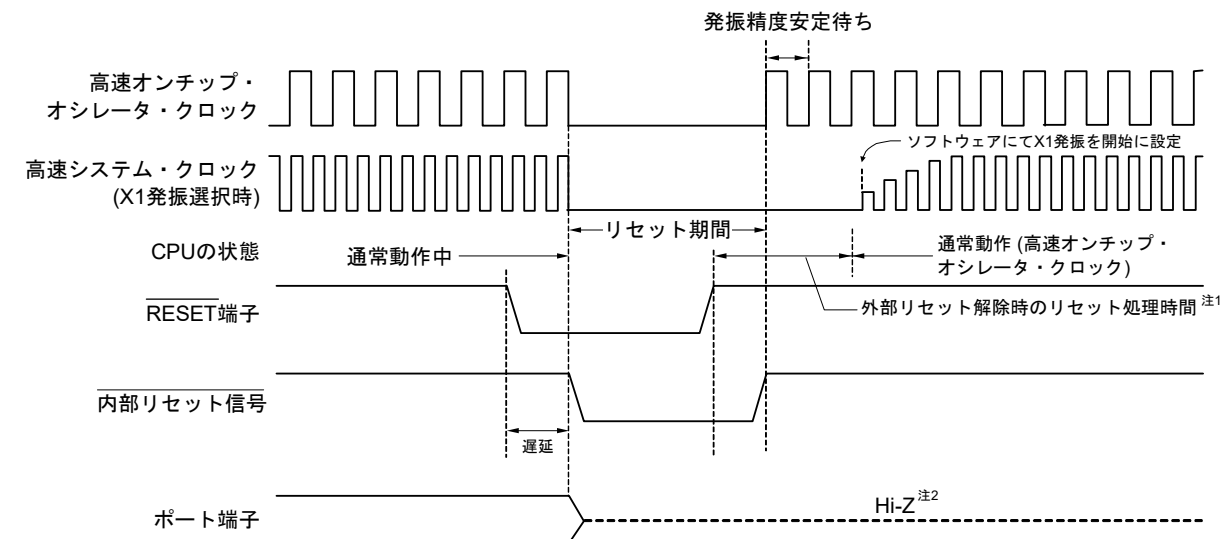 発振精度安定待ち
高速オンチップ・
オシレータ・クロック
ソフトウェアにてX1発振を開始に設定
高速システム・クロック
(X1発振選択時)
リセット期間
CPUの状態
通常動作中
通常動作 (高速オンチップ・
オシレータ・クロック)
RESET端子
外部リセット解除時のリセット処理時間 注1
内部リセット信号
遅延
ポート端子
Hi-Z 注2